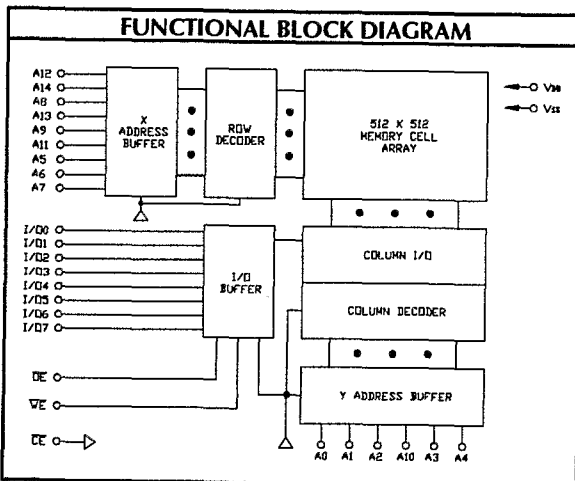 FUNCTIONAL BLOCK DIAGRAM
A12
A14
A8
A13
A9
A11
A5
A6
A7
X
ADDRESS
BUFFER
ROW
DECODER
512 X 512
MEMORY CELL
ARRAY
VDD
VSS
I/O0
I/O1
I/O2
I/O3
I/O4
I/O5
I/O6
I/O7
I/O
BUFFER
COLUMN I/O
COLUMN DECODER
OE
WE
CE
Y ADDRESS BUFFER
A0 A1 A2 A10 A3 A4